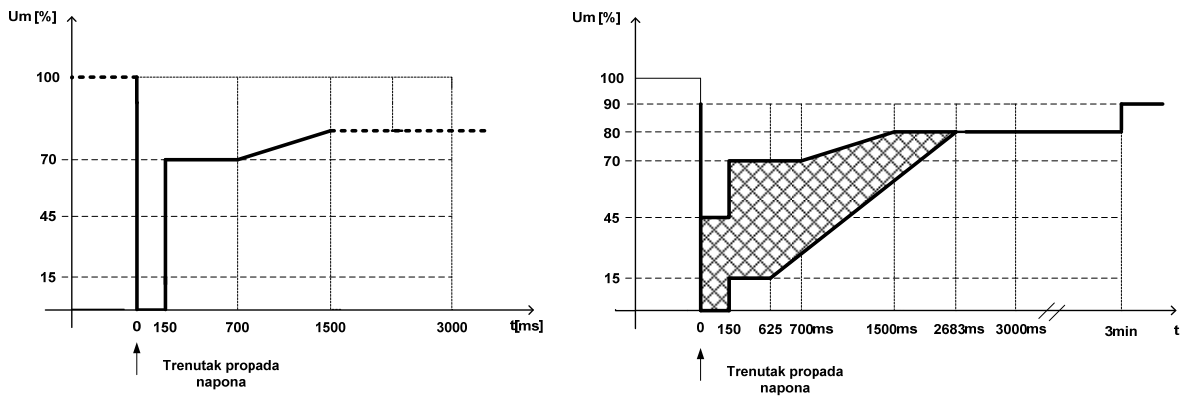 Um [%]
100
70
45
15
0 150 700 1500 3000 t[ms]
Trenutak propada
napona
Um [%]
100
90
80
70
45
15
0 150 625 700ms 1500ms 2683ms 3000ms 3min t
Trenutak propada
napona